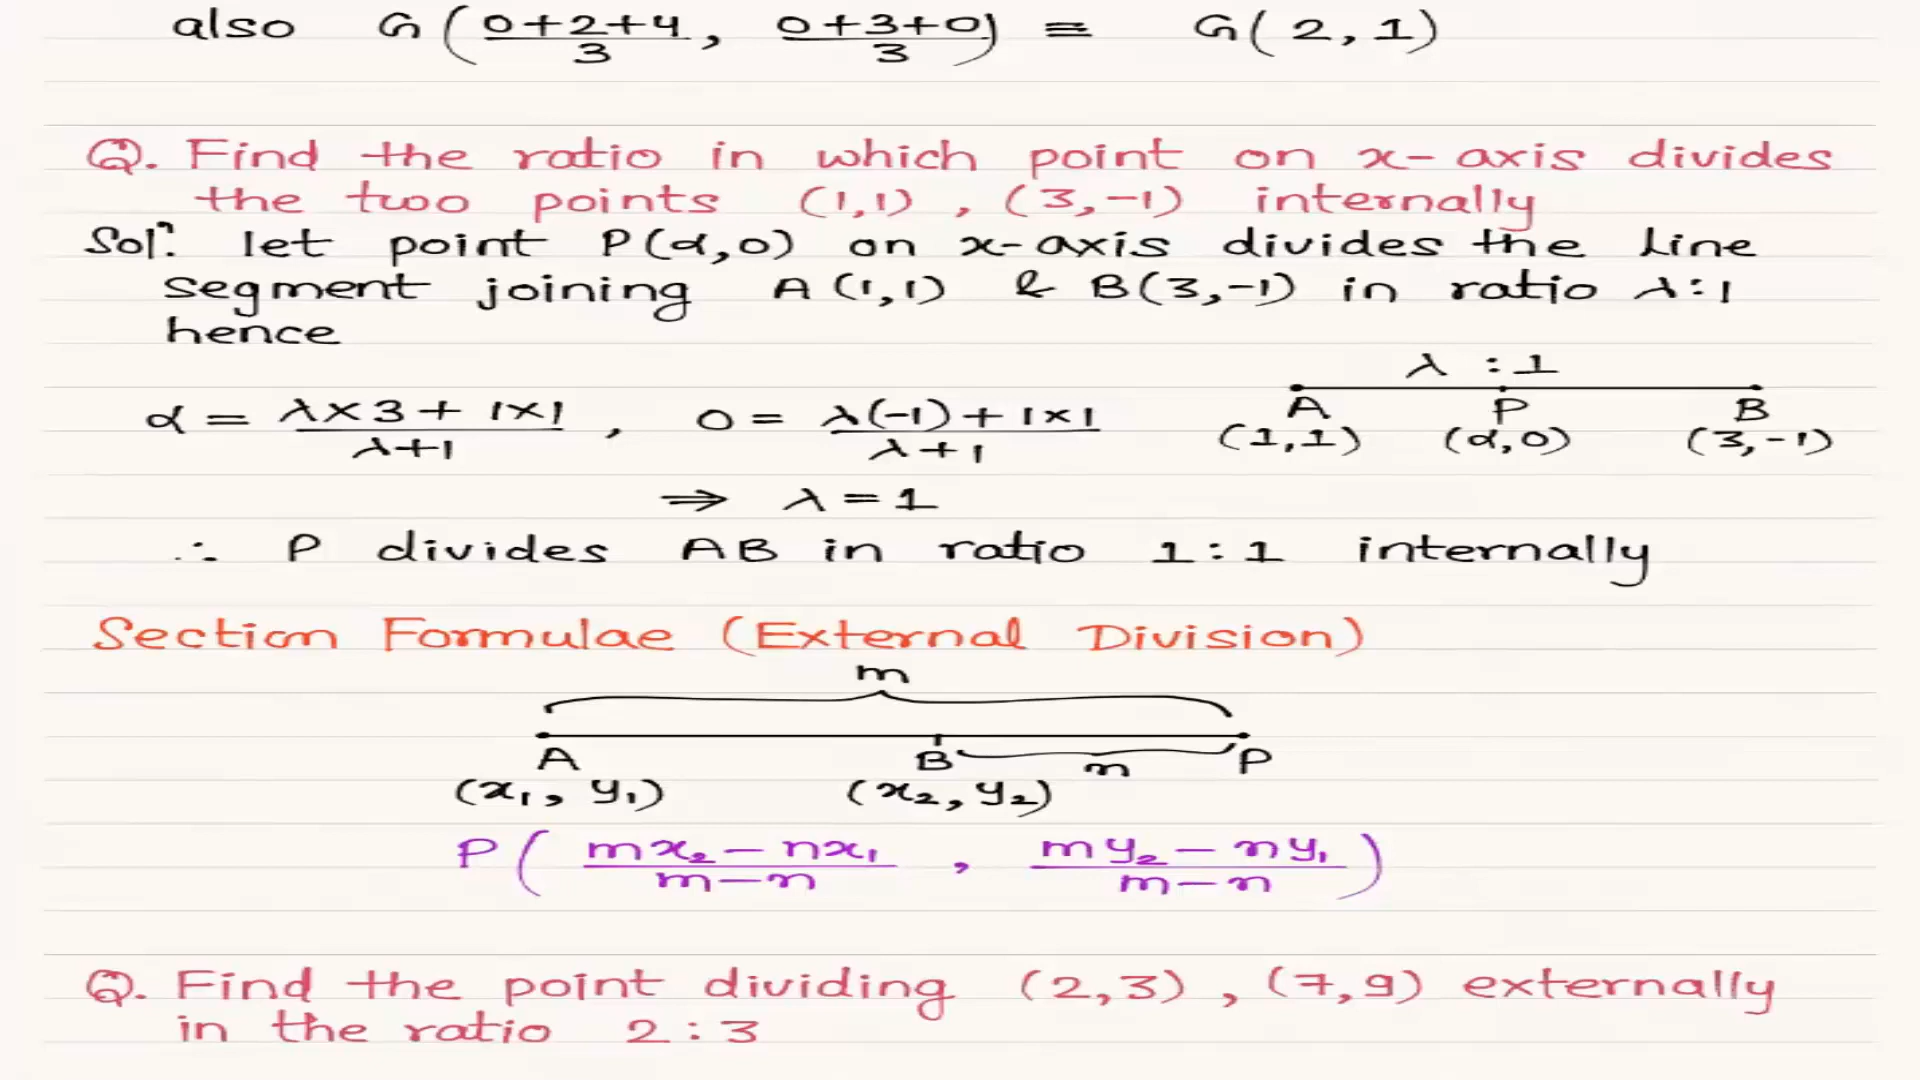 also G(0+2+4/3, 0+3+0/3) ≡ G(2,1)
Q. Find the ratio in which point on x-axis divides
the two points (1,1), (3,-1) internally
Solⁿ. let point P(α,0) on x-axis divides the line
segment joining A(1,1) & B(3,-1) in ratio λ:1
hence
λ : 1
α = λ×3+1×1/λ+1, 0 = λ(-1)+1×1/λ+1
A P B
(1,1) (α,0) (3,-1)
⇒ λ=1
∴ P divides AB in ratio 1:1 internally
Section Formulae (External Division)
m
A B n P
(x₁, y₁) (x₂, y₂)
P(mx₂-nx₁/m-n, my₂-ny₁/m-n)
Q. Find the point dividing (2,3), (7,9) externally
in the ratio 2:3